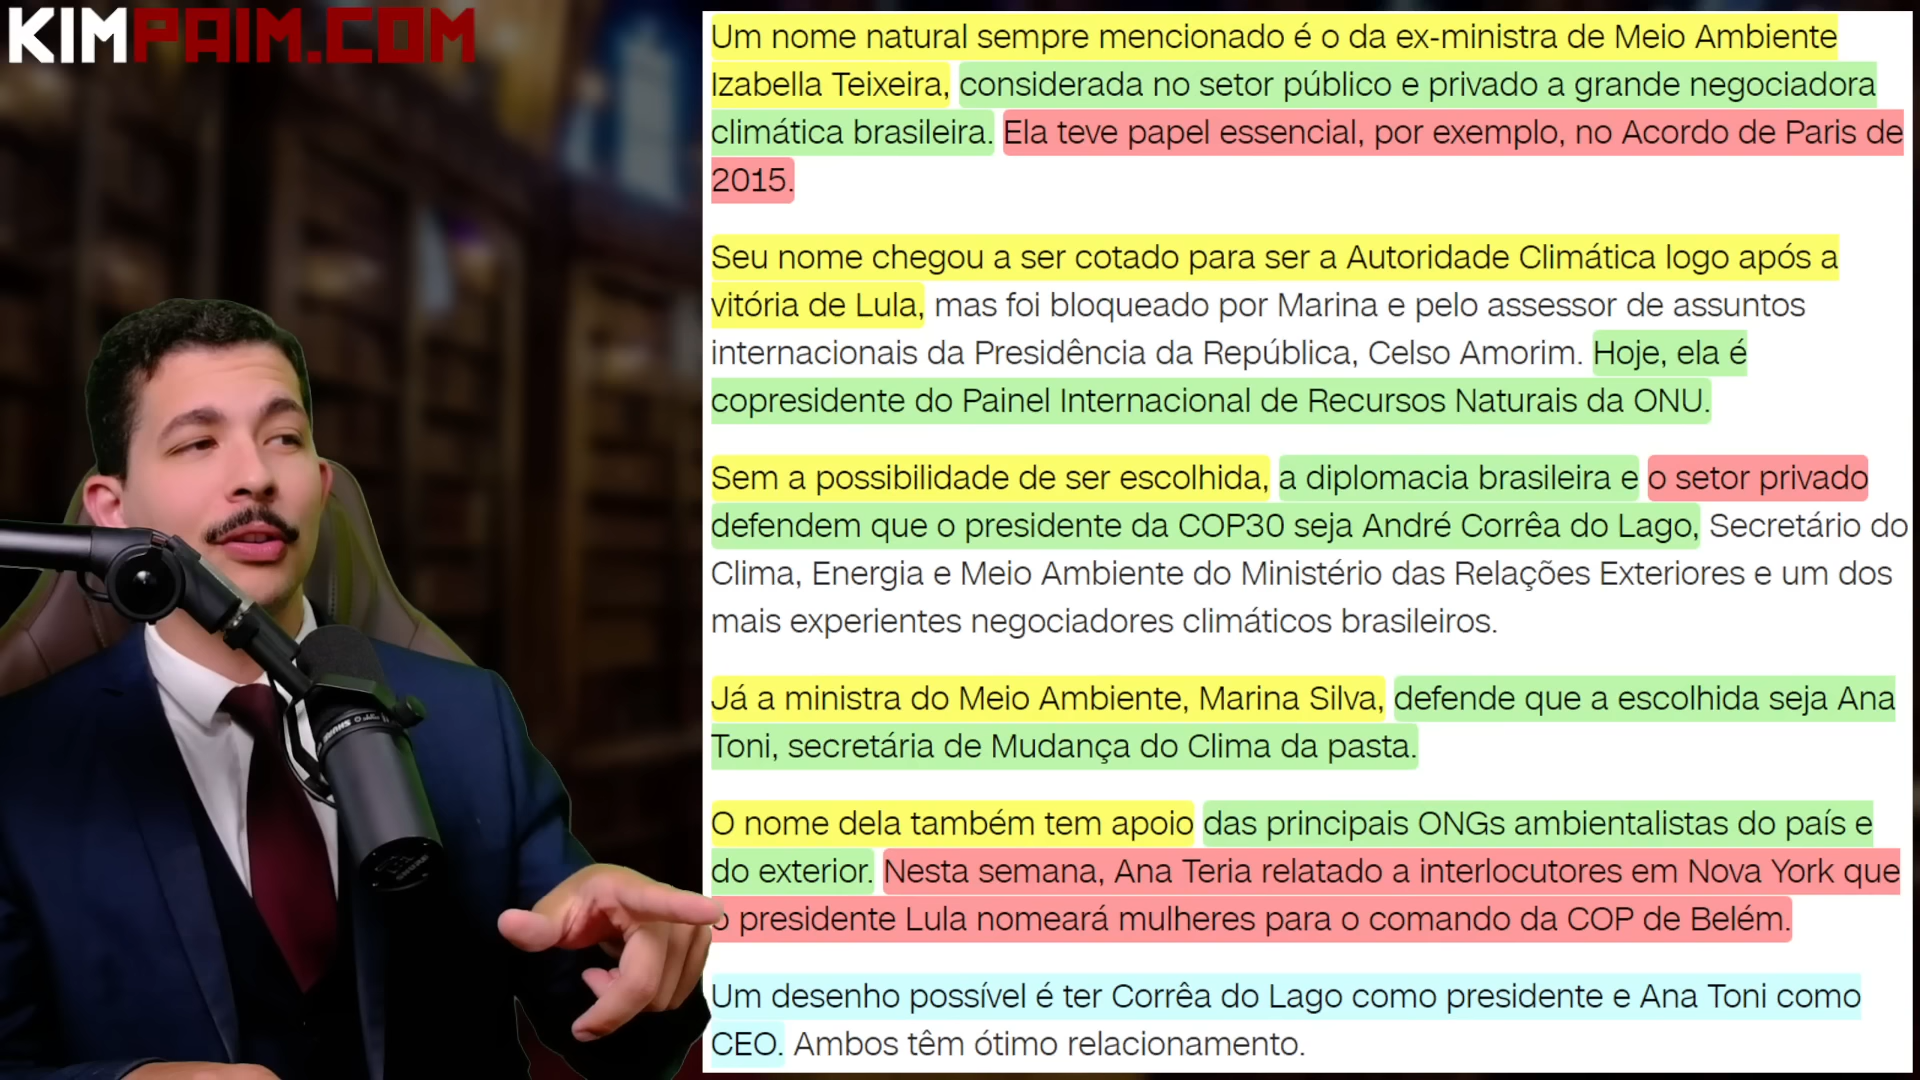 KIMPAIM.COM
Um nome natural sempre mencionado é o da ex-ministra de Meio Ambiente
Izabella Teixeira, considerada no setor público e privado a grande negociadora
climática brasileira. Ela teve papel essencial, por exemplo, no Acordo de Paris de
2015.
Seu nome chegou a ser cotado para ser a Autoridade Climática logo após a
vitória de Lula, mas foi bloqueado por Marina e pelo assessor de assuntos
internacionais da Presidência da República, Celso Amorim. Hoje, ela é
copresidente do Painel Internacional de Recursos Naturais da ONU.
Sem a possibilidade de ser escolhida, a diplomacia brasileira e o setor privado
defendem que o presidente da COP30 seja André Corrêa do Lago, Secretário do
Clima, Energia e Meio Ambiente do Ministério das Relações Exteriores e um dos
mais experientes negociadores climáticos brasileiros.
Já a ministra do Meio Ambiente, Marina Silva, defende que a escolhida seja Ana
Toni, secretária de Mudança do Clima da pasta.
O nome dela também tem apoio das principais ONGs ambientalistas do país e
do exterior. Nesta semana, Ana Teria relatado a interlocutores em Nova York que
o presidente Lula nomeará mulheres para o comando da COP de Belém.
Um desenho possível é ter Corrêa do Lago como presidente e Ana Toni como
CEO. Ambos têm ótimo relacionamento.
SHURE